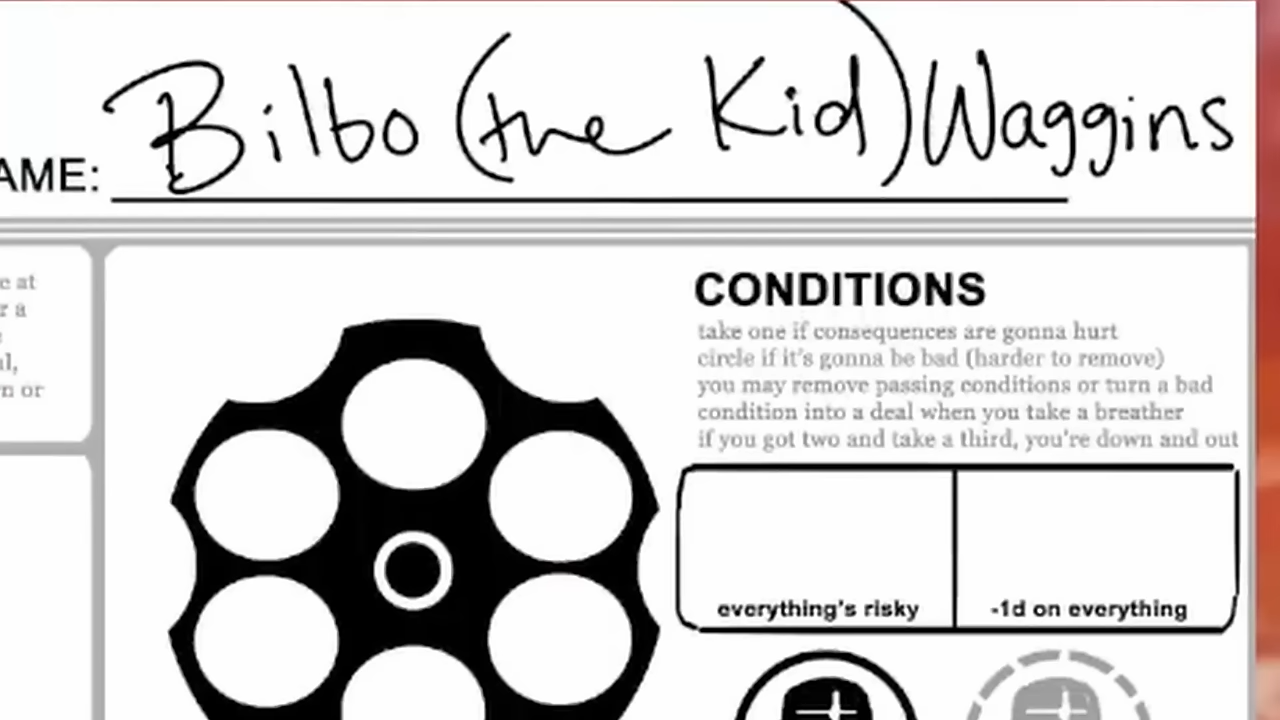 AME: Bilbo (the Kid) Waggins
e at
r a
al,
n or
CONDITIONS
take one if consequences are gonna hurt
circle if it's gonna be bad (harder to remove)
you may remove passing conditions or turn a bad
condition into a deal when you take a breather
if you got two and take a third, you're down and out
everything's risky
-1d on everything